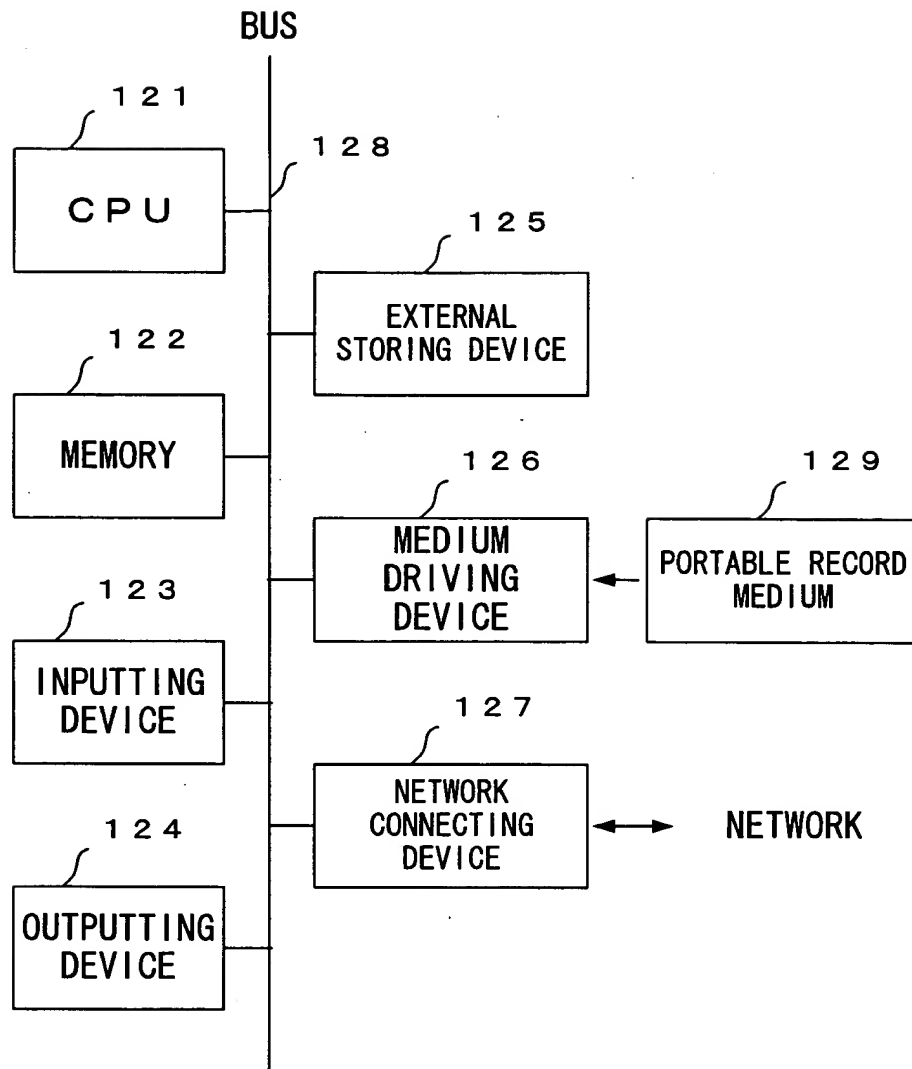 BUS
121
128
CPU
125
EXTERNAL
STORING DEVICE
122
MEMORY
126
129
MEDIUM
DRIVING
DEVICE
PORTABLE RECORD
MEDIUM
123
INPUTTING
DEVICE
127
NETWORK
CONNECTING
DEVICE
NETWORK
124
OUTPUTTING
DEVICE